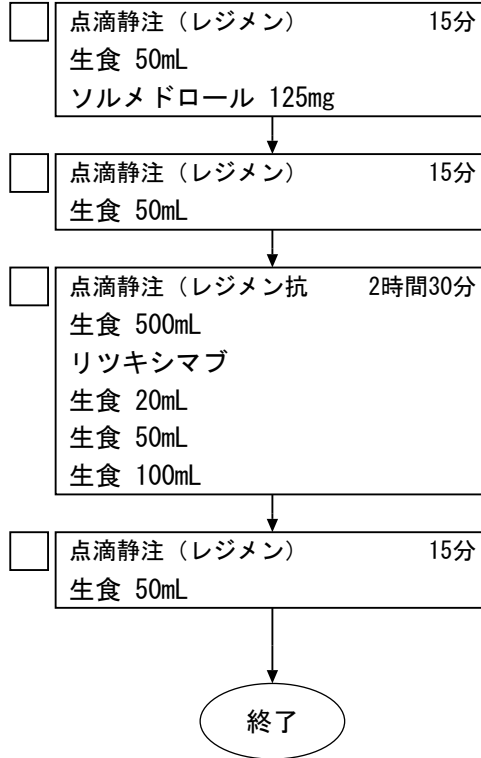 点滴静注（レジメン） 15分
生食 50mL
ソルメドロール 125mg
点滴静注（レジメン） 15分
生食 50mL
点滴静注（レジメン抗 2時間30分
生食 500mL
リツキシマブ
生食 20mL
生食 50mL
生食 100mL
点滴静注（レジメン） 15分
生食 50mL
終了